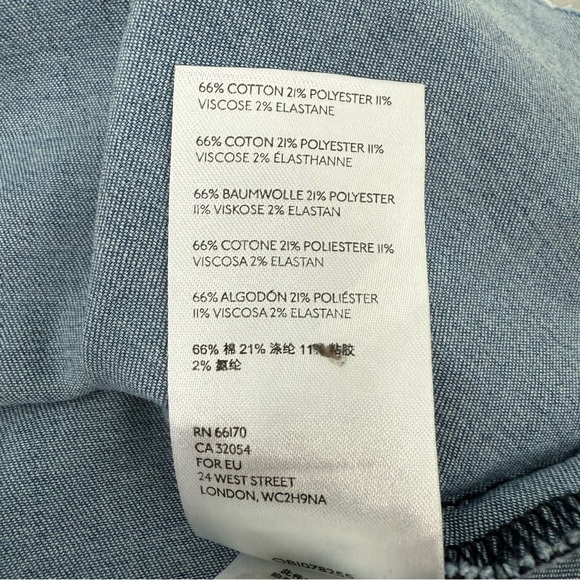 66% COTTON 21% POLYESTER 11%
VISCOSE 2% ELASTANE
66% COTON 21% POLYESTER 11%
VISCOSE 2% ÉLASTHANNE
66% BAUMWOLLE 21% POLYESTER
11% VISKOSE 2% ELASTAN
66% COTONE 21% POLIESTERE 11%
VISCOSA 2% ELASTAN
66% ALGODÓN 21% POLIÉSTER
11% VISCOSA 2% ELASTANE
66% 棉 21% 涤纶 11% 粘胶
2% 氨纶
RN 66170
CA 32054
FOR EU
24 WEST STREET
LONDON, WC2H9NA